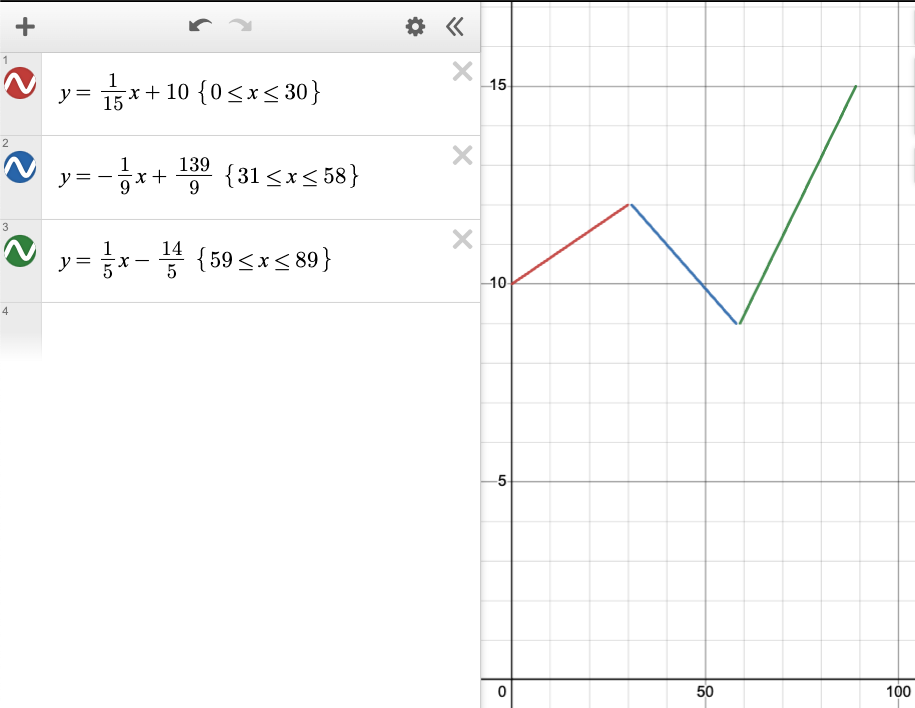 1
y = 1/15 x + 10 {0 ≤ x ≤ 30}
2
y = − 1/9 x + 139/9 {31 ≤ x ≤ 58}
3
y = 1/5 x − 14/5 {59 ≤ x ≤ 89}
4
15
10
5
0 50 100